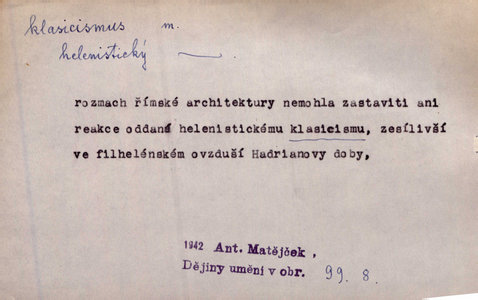 klasicismus m.
helenistický —.
rozmach římské architektury nemohla zastaviti ani
reakce oddaná helenistickému klasicismu, zesílivší
ve filhelénském ovzduší Hadrianovy doby,
1942 Ant. Matějček,
Dějiny umění v obr. 99. 8.